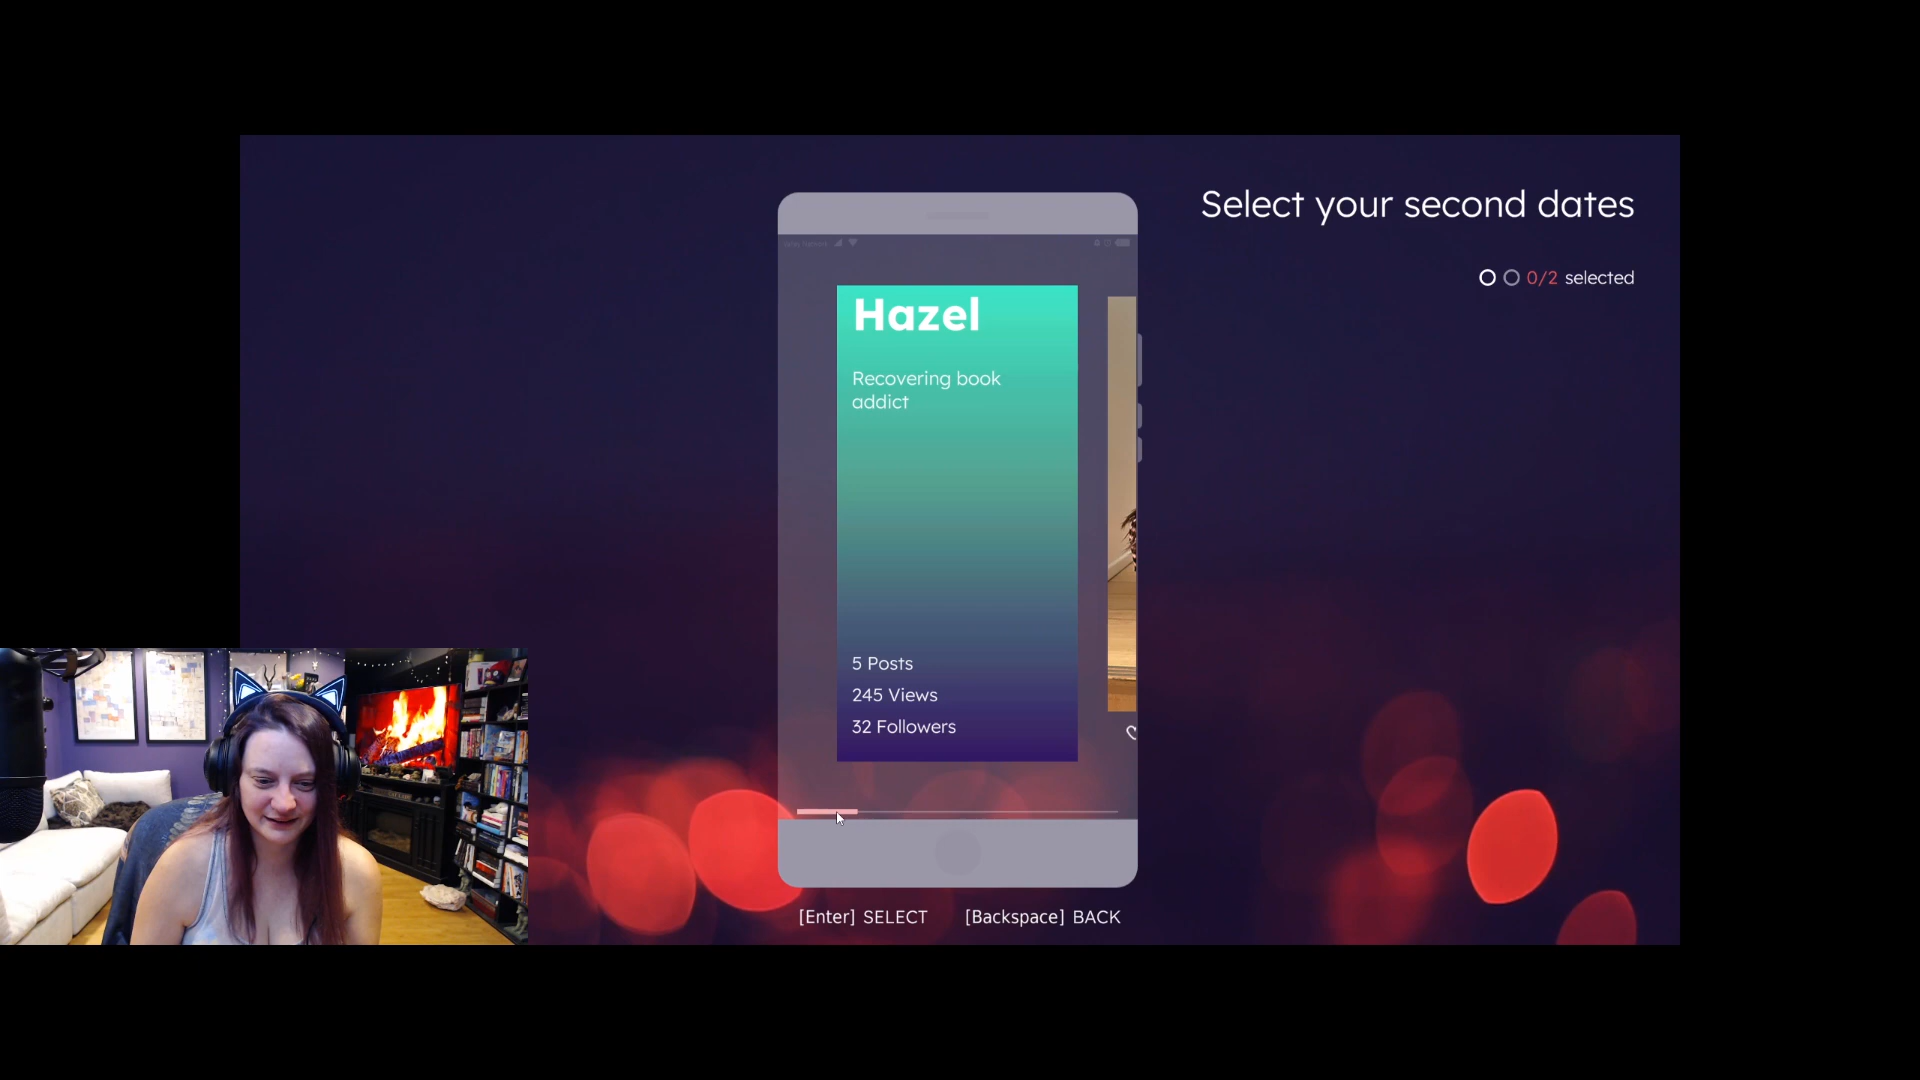 Select your second dates
0/2 selected
Hazel
Recovering book
addict
5 Posts
245 Views
32 Followers
[Enter] SELECT [Backspace] BACK